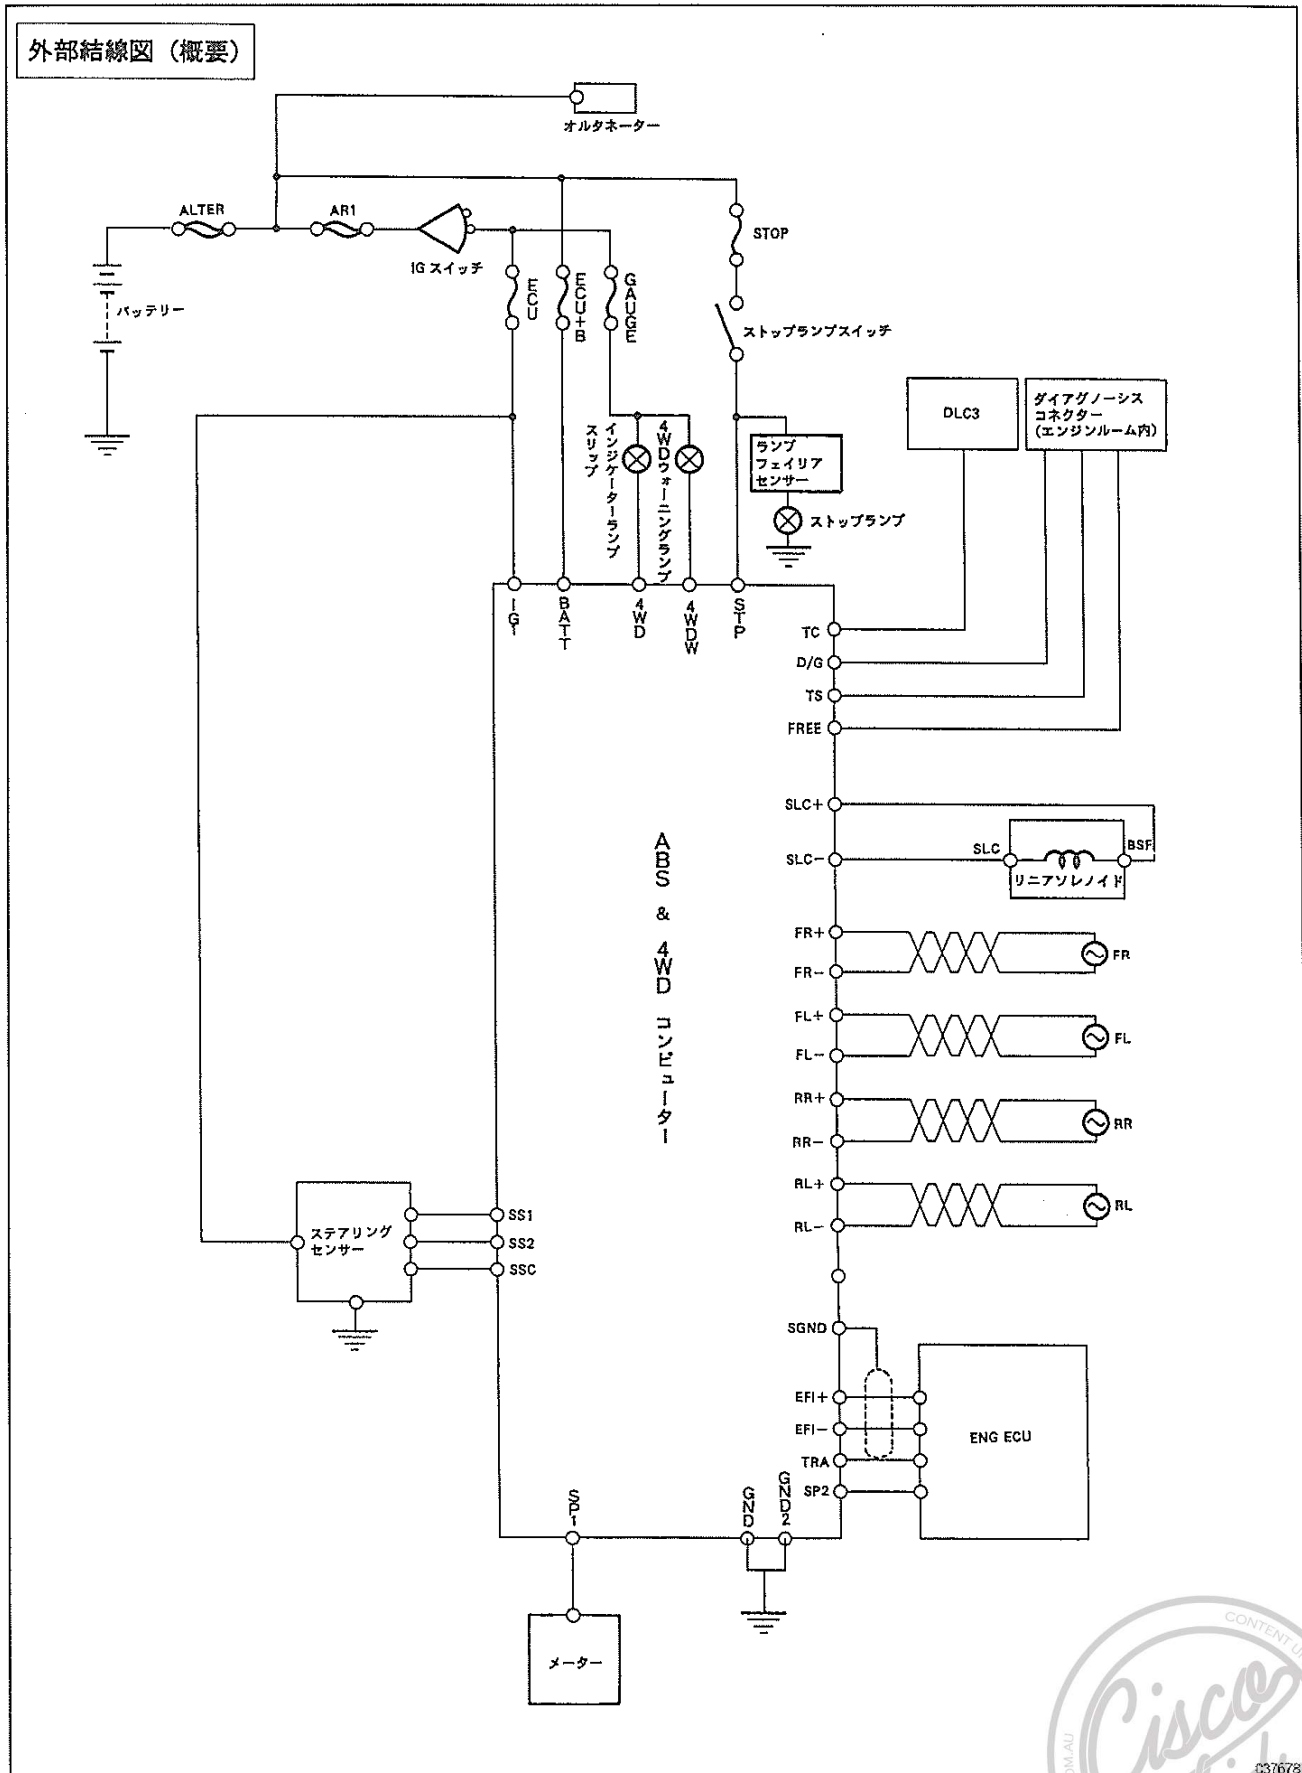 外部結線図（概要）
オルタネーター
ALTER
AR1
IG スイッチ
STOP
ECU
ECU+B
GAUGE
バッテリー
ストップランプスイッチ
DLC3
ダイアグノーシス
コネクター
(エンジンルーム内)
スリップ
インジケーターランプ
4WDウォーニングランプ
ランプ
フェイリア
センサー
ストップランプ
IG1
BATT
4WD
4WDW
STP
TC
D/G
TS
FREE
SLC+
SLC−
SLC
BSF
リニアソレノイド
ABS & 4WD コンピューター
FR+
FR−
FR
FL+
FL−
FL
RR+
RR−
RR
RL+
RL−
RL
ステアリング
センサー
SS1
SS2
SSC
SGND
EFI+
EFI−
TRA
SP2
ENG ECU
SP1
GND
GND2
メーター
CONTENT
Cisco
OM.AU
C37678